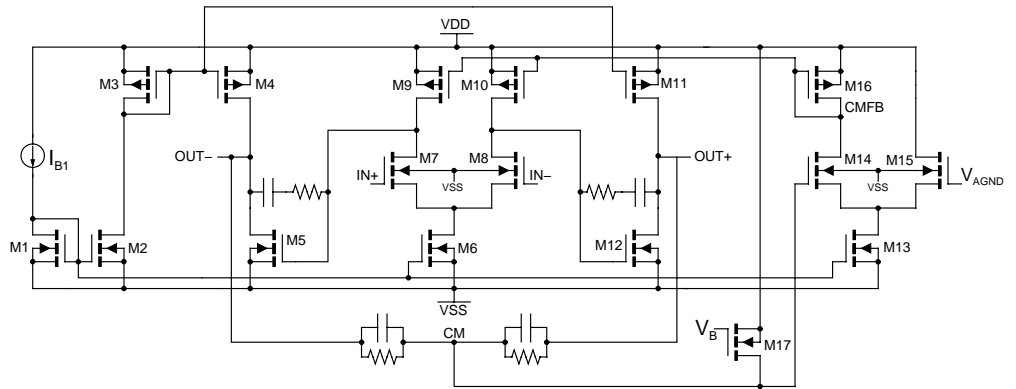 VDD
M3
M4
M9
M10
M11
M16
CMFB
I_B1
OUT−
M7
M8
OUT+
M14
M15
IN+
VSS
IN−
VSS
V_AGND
M1
M2
M5
M6
M12
M13
VSS
CM
V_B
M17